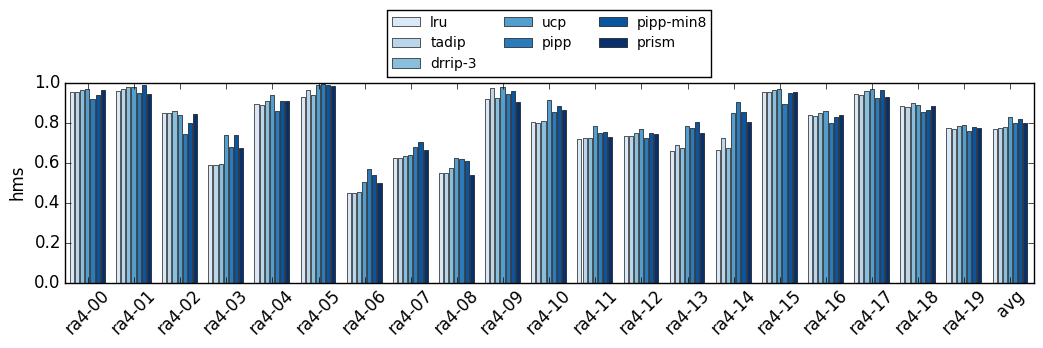 lru ucp pipp-min8
tadip pipp prism
drrip-3
1.0
0.8
0.6
0.4
0.2
0.0
hms
ra4-00 ra4-01 ra4-02 ra4-03 ra4-04 ra4-05 ra4-06 ra4-07 ra4-08 ra4-09 ra4-10 ra4-11 ra4-12 ra4-13 ra4-14 ra4-15 ra4-16 ra4-17 ra4-18 ra4-19 avg